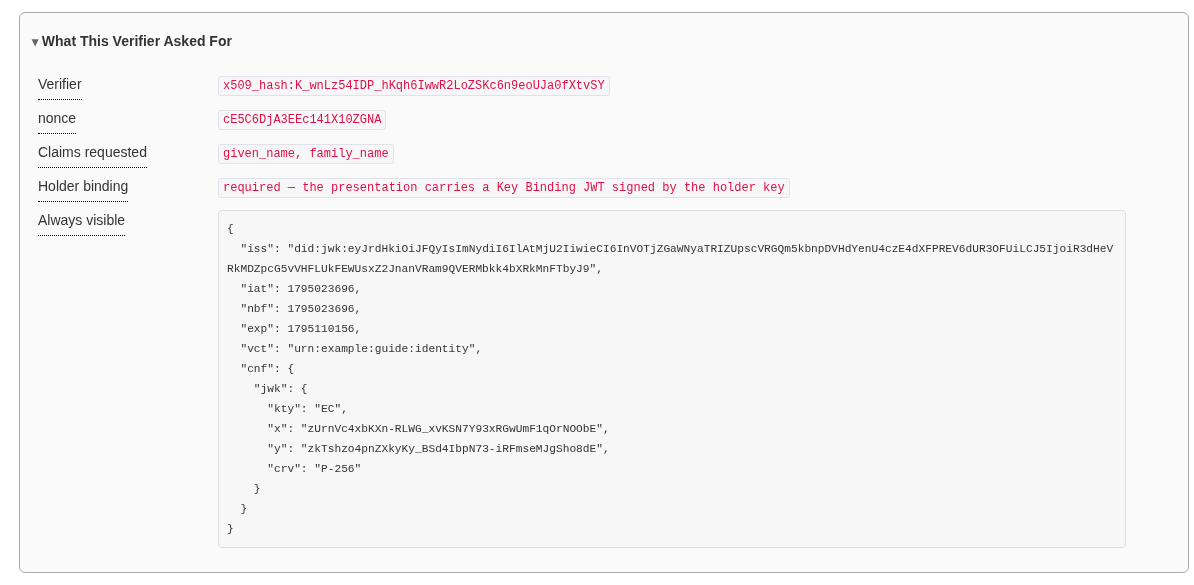 ▾ What This Verifier Asked For
Verifier x509_hash:K_wnLz54IDP_hKqh6IwwR2LoZSKc6n9eoUJa0fXtvSY
nonce cE5C6DjA3EEc141X10ZGNA
Claims requested given_name, family_name
Holder binding required — the presentation carries a Key Binding JWT signed by the holder key
Always visible
{
"iss": "did:jwk:eyJrdHkiOiJFQyIsImNydiI6IlAtMjU2IiwieCI6InVOTjZGaWNyaTRIZUpscVRGQm5kbnpDVHdYenU4czE4dXFPREV6dUR3OFUiLCJ5IjoiR3dHeV
RkMDZpcG5vVHFLUkFEWUsxZ2JnanVRam9QVERMbkk4bXRkMnFTbyJ9",
"iat": 1795023696,
"nbf": 1795023696,
"exp": 1795110156,
"vct": "urn:example:guide:identity",
"cnf": {
"jwk": {
"kty": "EC",
"x": "zUrnVc4xbKXn-RLWG_xvKSN7Y93xRGwUmF1qOrNOObE",
"y": "zkTshzo4pnZXkyKy_BSd4IbpN73-iRFmseMJgSho8dE",
"crv": "P-256"
}
}
}